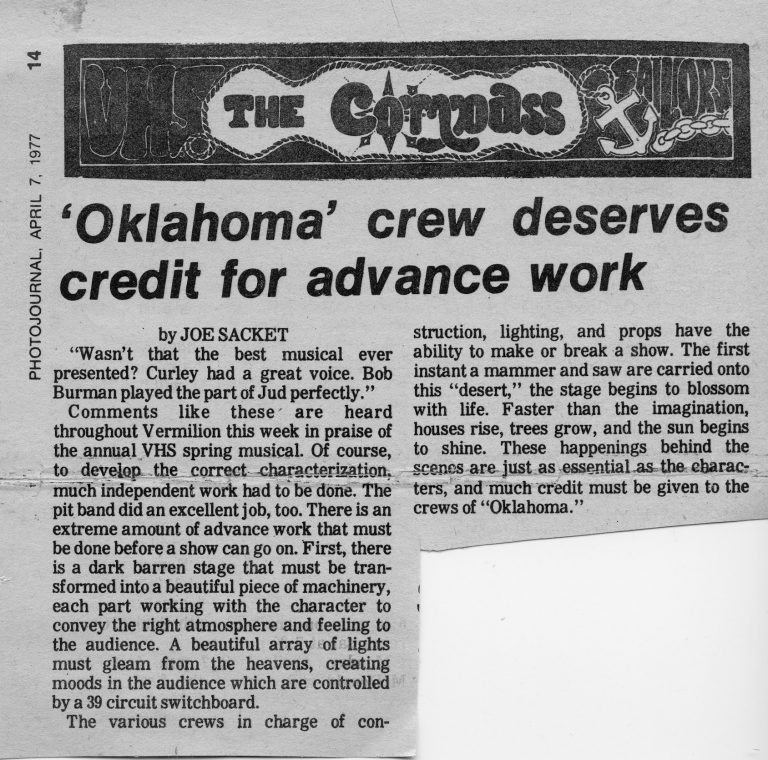 14
PHOTOJOURNAL, APRIL 7, 1977
VHS THE Compass SAILORS
‘Oklahoma’ crew deserves
credit for advance work
by JOE SACKET
“Wasn’t that the best musical ever
presented? Curley had a great voice. Bob
Burman played the part of Jud perfectly.”
Comments like these are heard
throughout Vermilion this week in praise of
the annual VHS spring musical. Of course,
to develop the correct characterization,
much independent work had to be done. The
pit band did an excellent job, too. There is an
extreme amount of advance work that must
be done before a show can go on. First, there
is a dark barren stage that must be tran-
sformed into a beautiful piece of machinery,
each part working with the character to
convey the right atmosphere and feeling to
the audience. A beautiful array of lights
must gleam from the heavens, creating
moods in the audience which are controlled
by a 39 circuit switchboard.
The various crews in charge of con-
struction, lighting, and props have the
ability to make or break a show. The first
instant a mammer and saw are carried onto
this “desert,” the stage begins to blossom
with life. Faster than the imagination,
houses rise, trees grow, and the sun begins
to shine. These happenings behind the
scenes are just as essential as the charac-
ters, and much credit must be given to the
crews of “Oklahoma.”